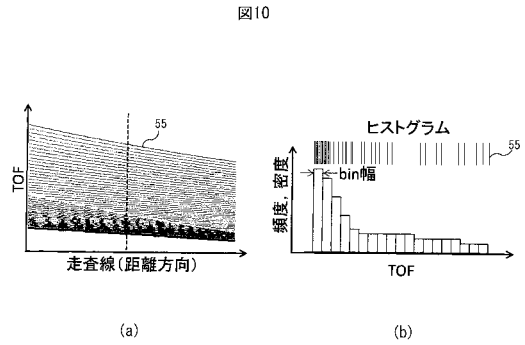 図10
55
TOF
走査線(距離方向)
(a)
ヒストグラム
55
bin幅
頻度,密度
TOF
(b)